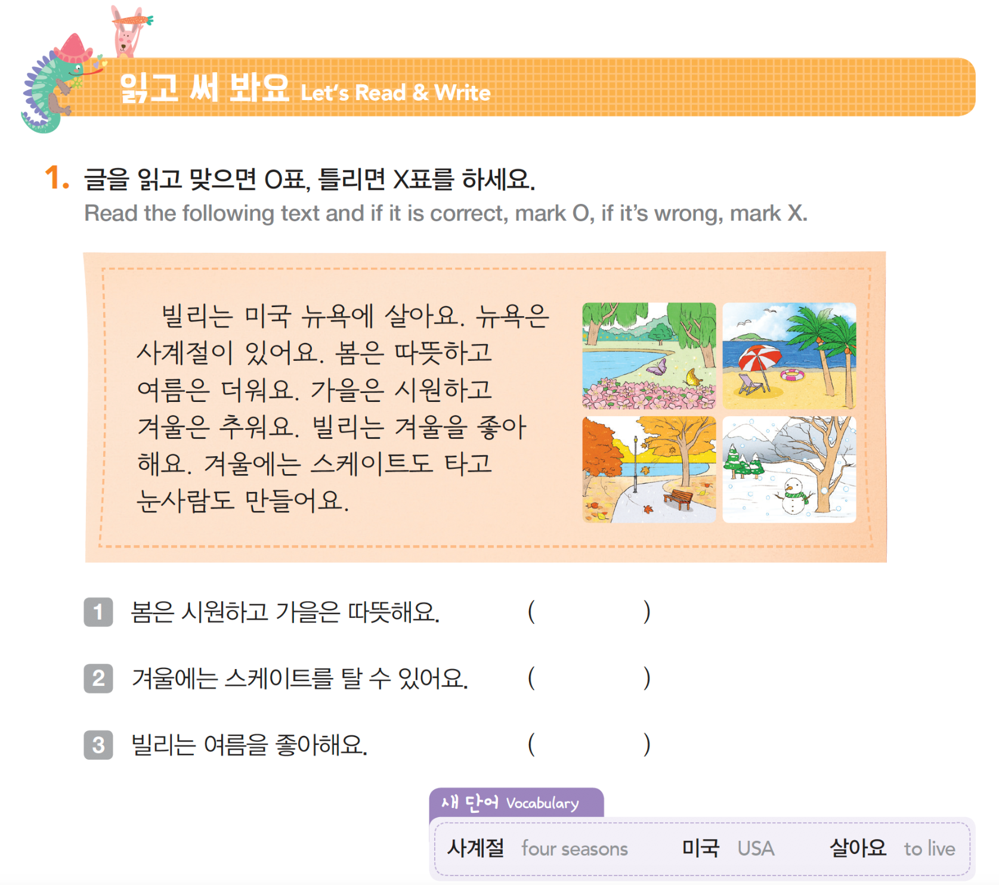 읽고 써 봐요 Let's Read & Write
1. 글을 읽고 맞으면 O표, 틀리면 X표를 하세요.
Read the following text and if it is correct, mark O, if it's wrong, mark X.
빌리는 미국 뉴욕에 살아요. 뉴욕은
사계절이 있어요. 봄은 따뜻하고
여름은 더워요. 가을은 시원하고
겨울은 추워요. 빌리는 겨울을 좋아
해요. 겨울에는 스케이트도 타고
눈사람도 만들어요.
1 봄은 시원하고 가을은 따뜻해요. ( )
2 겨울에는 스케이트를 탈 수 있어요. ( )
3 빌리는 여름을 좋아해요. ( )
새 단어 Vocabulary
사계절 four seasons 미국 USA 살아요 to live